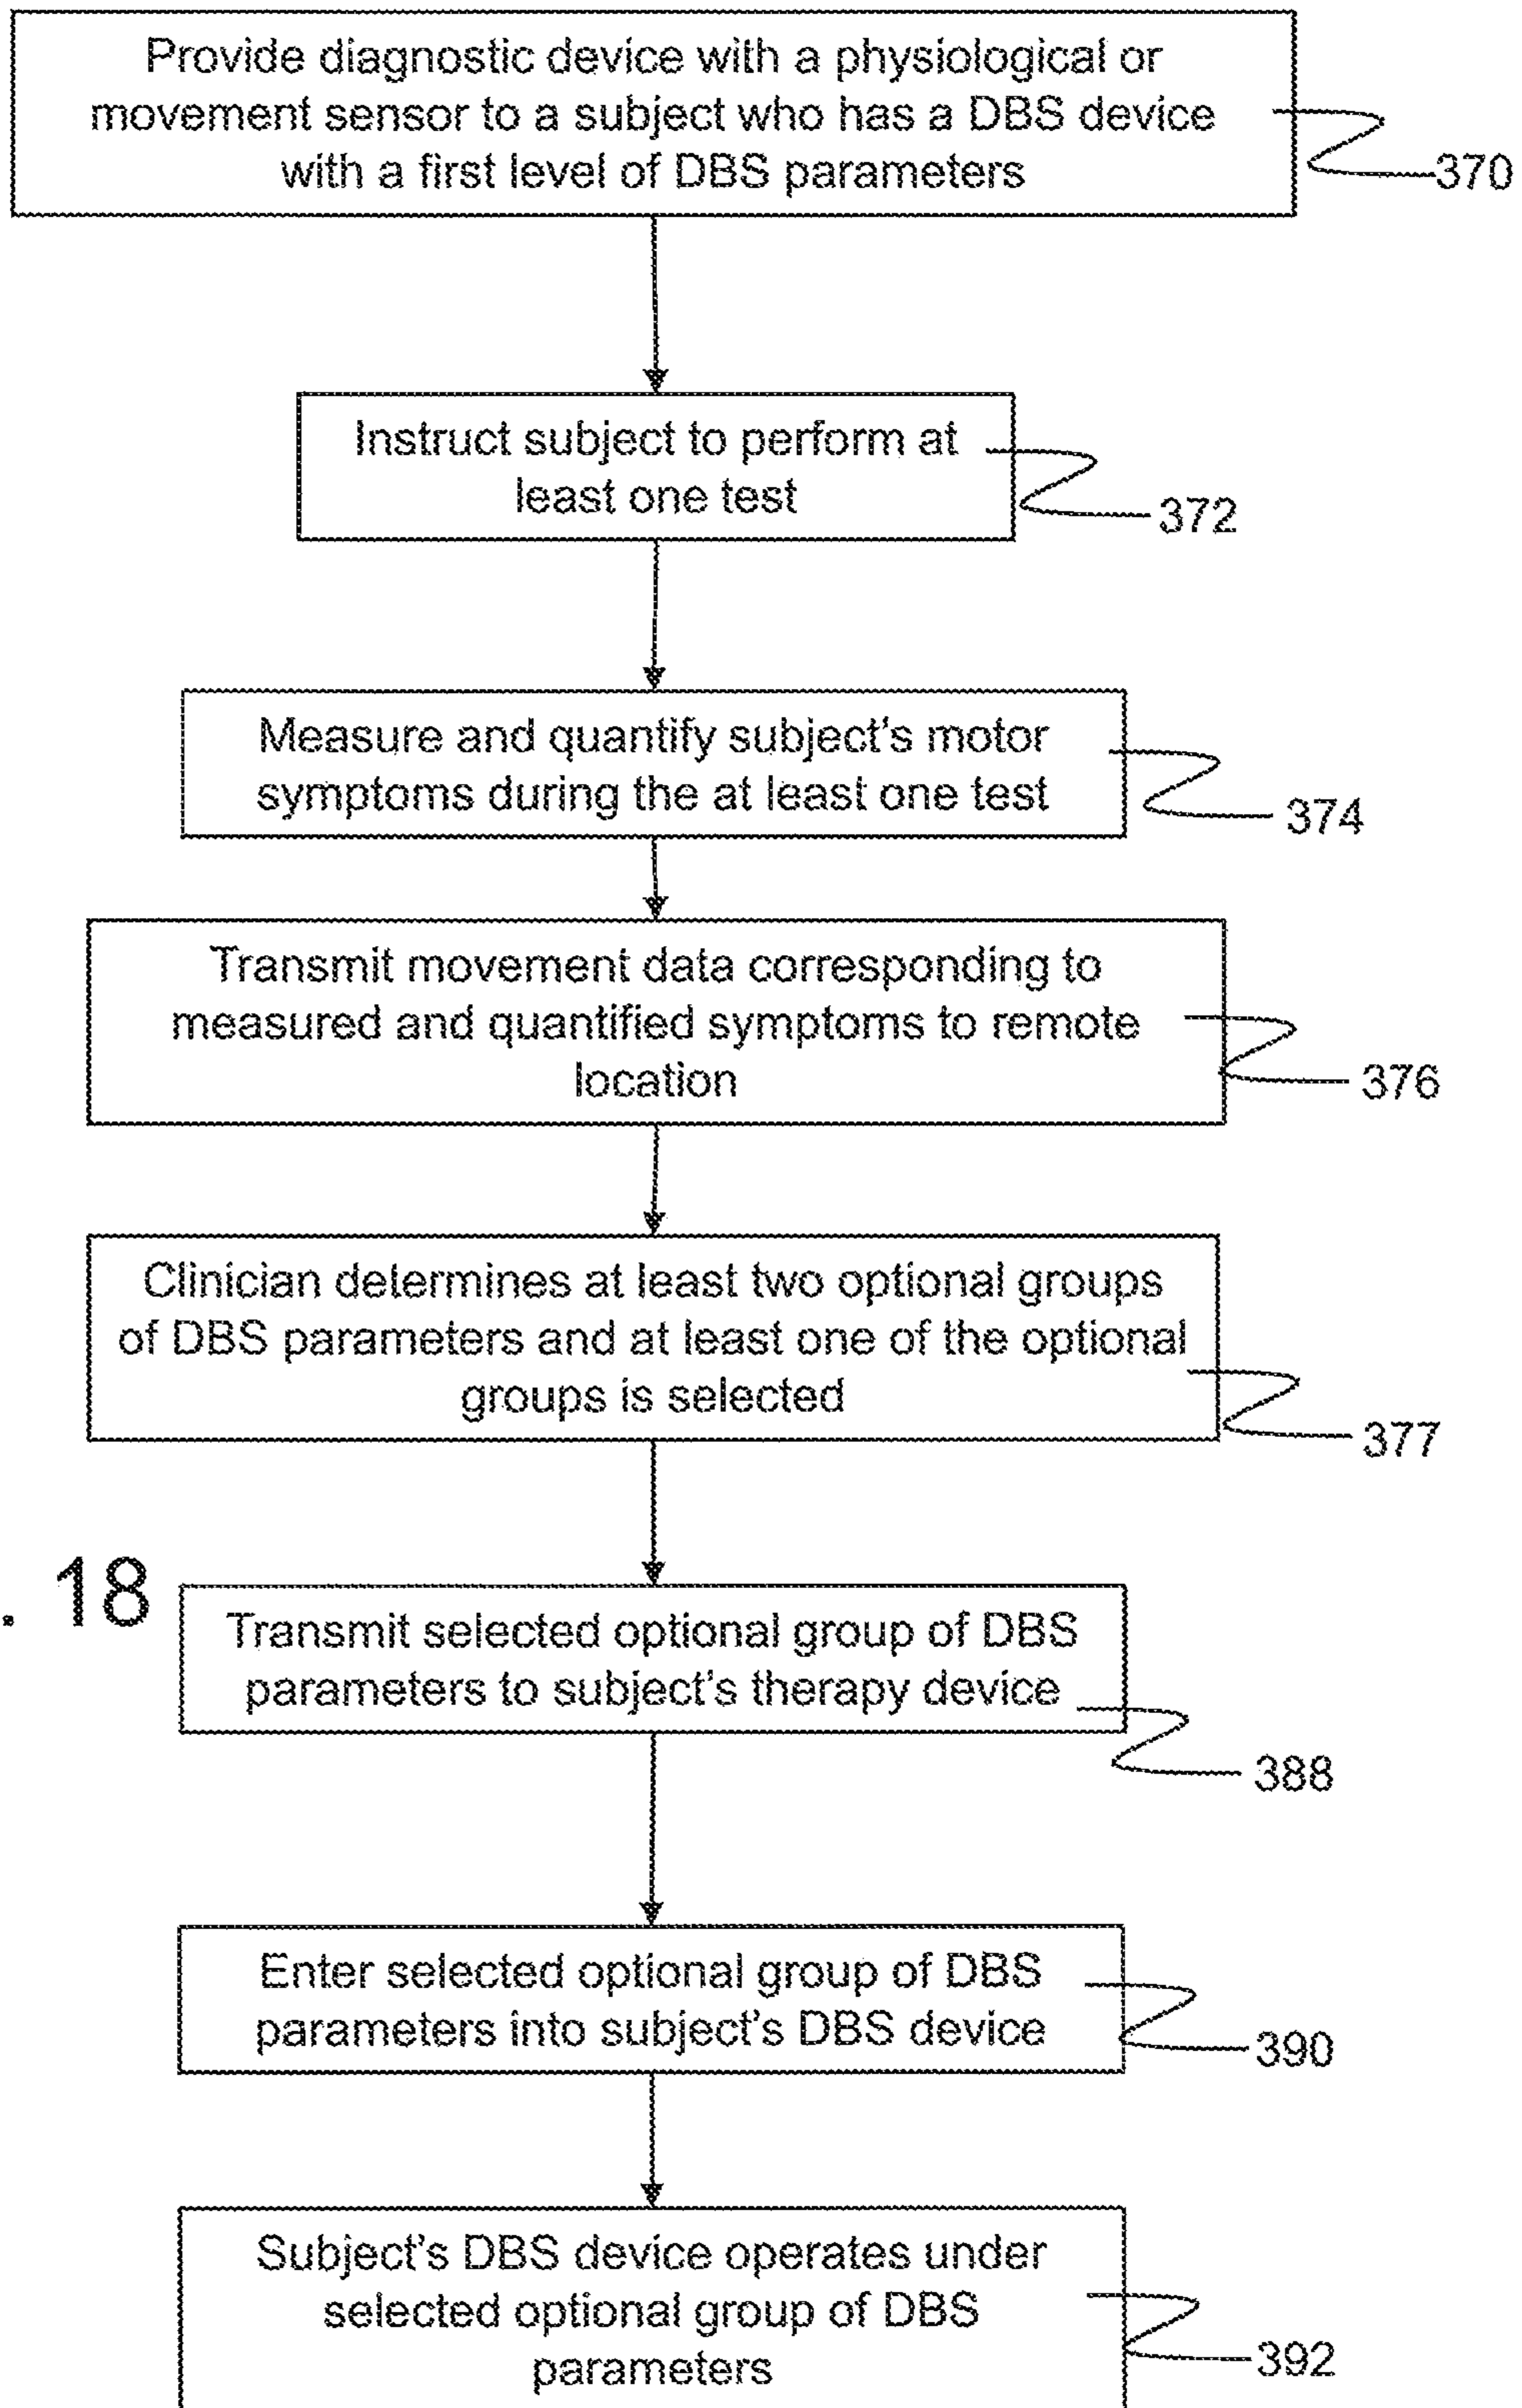 Provide diagnostic device with a physiological or
movement sensor to a subject who has a DBS device
with a first level of DBS parameters
370
Instruct subject to perform at
least one test
372
Measure and quantify subject's motor
symptoms during the at least one test
374
Transmit movement data corresponding to
measured and quantified symptoms to remote
location
376
Clinician determines at least two optional groups
of DBS parameters and at least one of the optional
groups is selected
377
. 18
Transmit selected optional group of DBS
parameters to subject's therapy device
388
Enter selected optional group of DBS
parameters into subject's DBS device
390
Subject's DBS device operates under
selected optional group of DBS
parameters
392